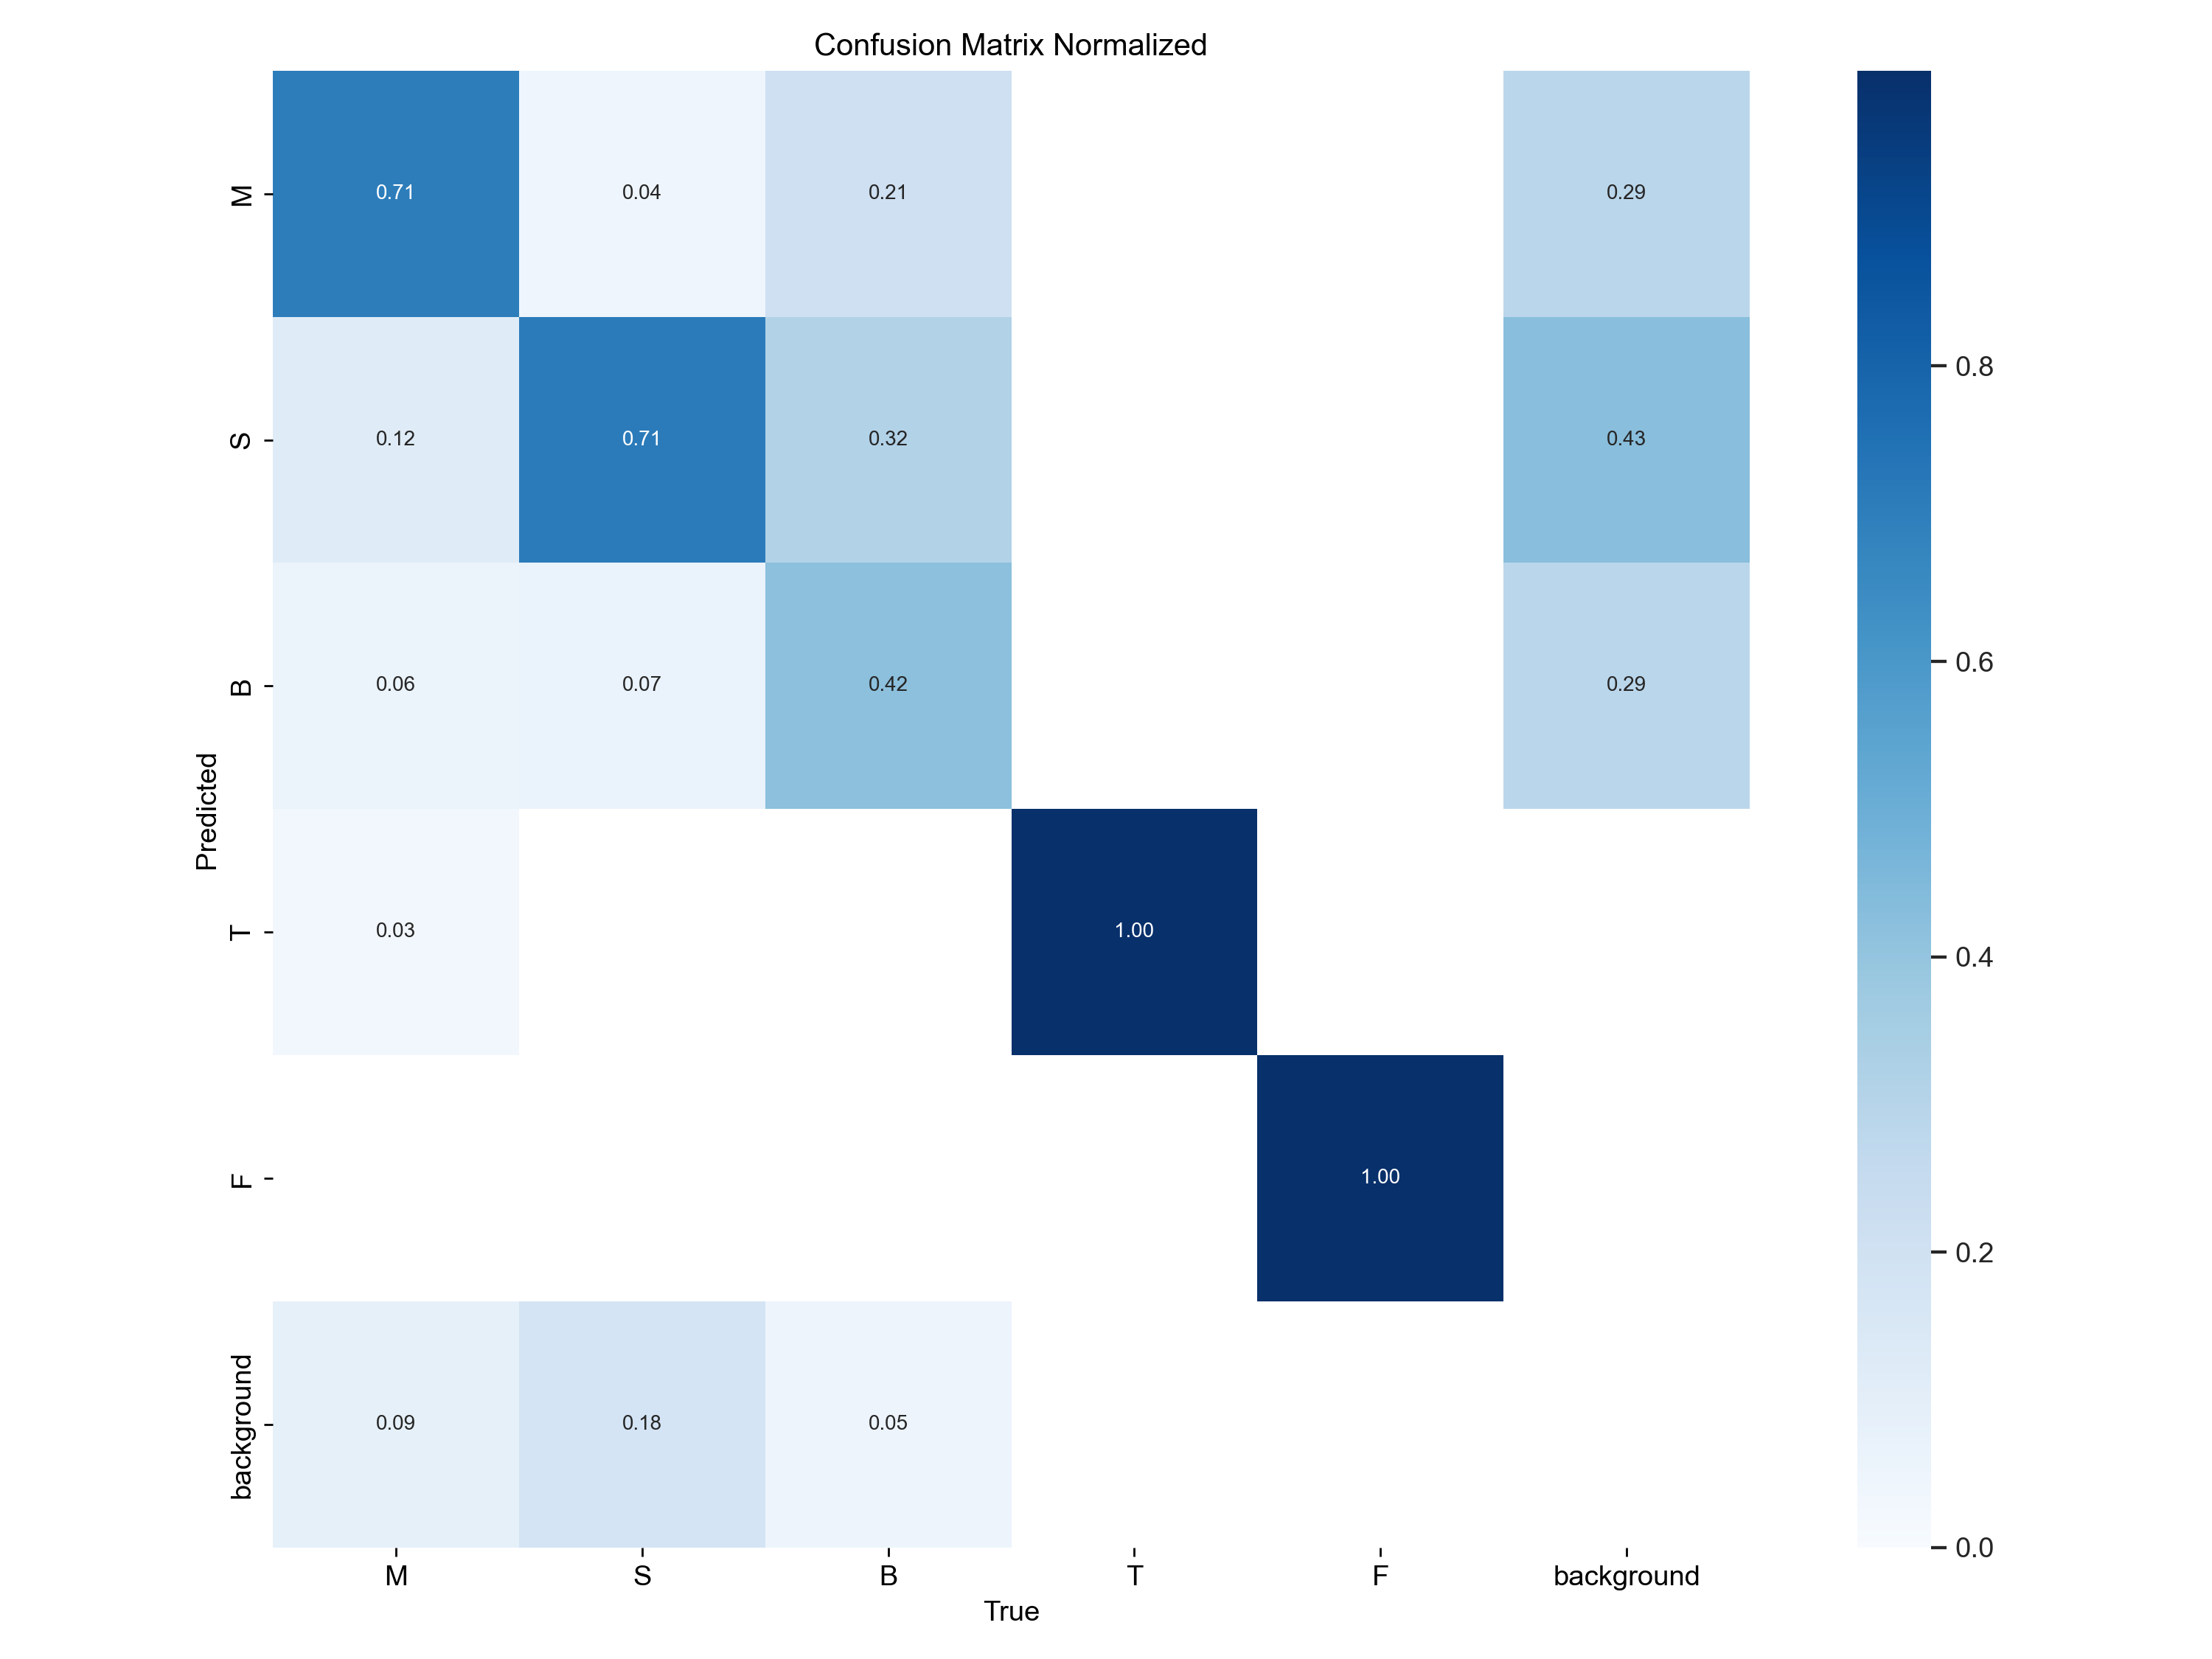 Confusion Matrix Normalized
M 0.71 0.04 0.21 0.29
S 0.12 0.71 0.32 0.43
B 0.06 0.07 0.42 0.29
T 0.03 1.00
F 1.00
background 0.09 0.18 0.05
M S B T F background
True
Predicted
0.8
0.6
0.4
0.2
0.0